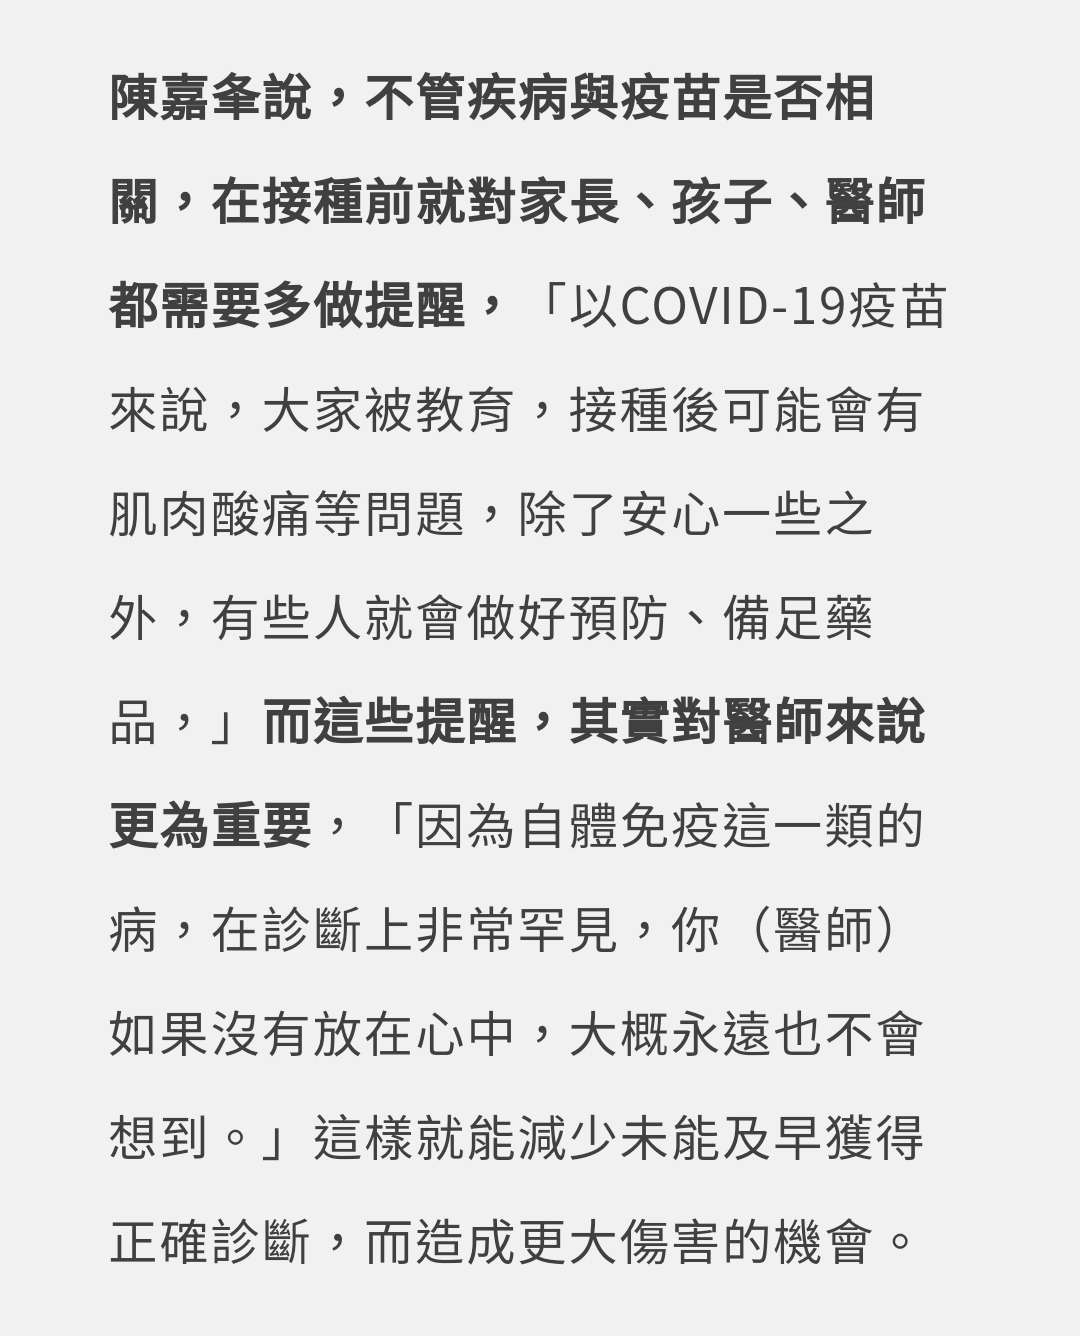 陳嘉夆說，不管疾病與疫苗是否相
關，在接種前就對家長、孩子、醫師
都需要多做提醒，「以COVID-19疫苗
來說，大家被教育，接種後可能會有
肌肉酸痛等問題，除了安心一些之
外，有些人就會做好預防、備足藥
品，」而這些提醒，其實對醫師來說
更為重要，「因為自體免疫這一類的
病，在診斷上非常罕見，你（醫師）
如果沒有放在心中，大概永遠也不會
想到。」這樣就能減少未能及早獲得
正確診斷，而造成更大傷害的機會。